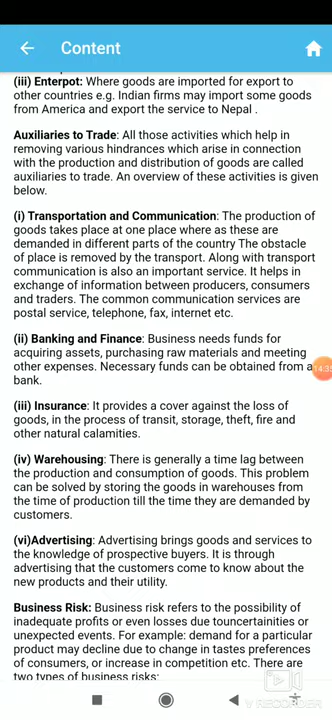 Content
(iii) Enterpot: Where goods are imported for export to
other countries e.g. Indian firms may import some goods
from America and export the service to Nepal .
Auxiliaries to Trade: All those activities which help in
removing various hindrances which arise in connection
with the production and distribution of goods are called
auxiliaries to trade. An overview of these activities is given
below.
(i) Transportation and Communication: The production of
goods takes place at one place where as these are
demanded in different parts of the country The obstacle
of place is removed by the transport. Along with transport
communication is also an important service. It helps in
exchange of information between producers, consumers
and traders. The common communication services are
postal service, telephone, fax, internet etc.
(ii) Banking and Finance: Business needs funds for
acquiring assets, purchasing raw materials and meeting
other expenses. Necessary funds can be obtained from a
bank.
14:35
(iii) Insurance: It provides a cover against the loss of
goods, in the process of transit, storage, theft, fire and
other natural calamities.
(iv) Warehousing: There is generally a time lag between
the production and consumption of goods. This problem
can be solved by storing the goods in warehouses from
the time of production till the time they are demanded by
customers.
(vi)Advertising: Advertising brings goods and services to
the knowledge of prospective buyers. It is through
advertising that the customers come to know about the
new products and their utility.
Business Risk: Business risk refers to the possibility of
inadequate profits or even losses due touncertainities or
unexpected events. For example: demand for a particular
product may decline due to change in tastes preferences
of consumers, or increase in competition etc. There are
two types of business risks:
V RECORDER